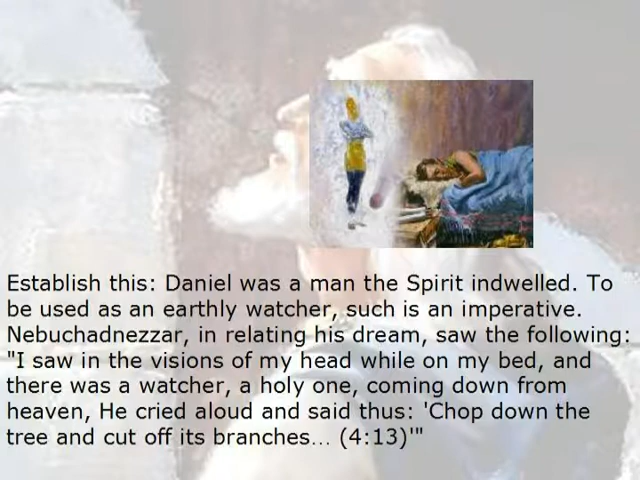 Establish this: Daniel was a man the Spirit indwelled. To
be used as an earthly watcher, such is an imperative.
Nebuchadnezzar, in relating his dream, saw the following:
"I saw in the visions of my head while on my bed, and
there was a watcher, a holy one, coming down from
heaven, He cried aloud and said thus: 'Chop down the
tree and cut off its branches… (4:13)'"